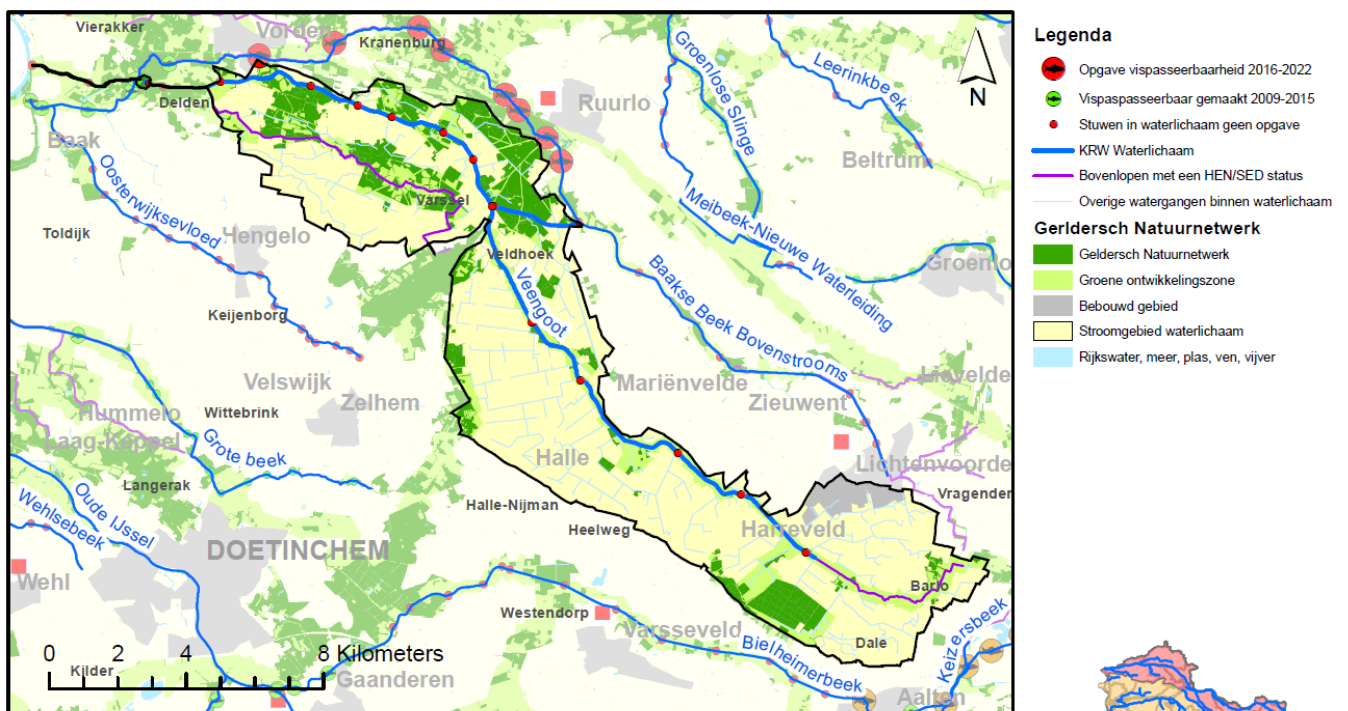 Vierakker
Vorden
Kranenburg
Groenlose Slinge
Leerinkbeek
N
Delden
Ruurlo
Baak
Beltrum
Oosterwijksevloed
Varssel
Toldijk
Hengelo
Veldhoek
Meibeek-Nieuwe Waterleiding
Groenlo
Veengoot
Baakse Beek Bovenstrooms
Keijenborg
Velswijk
Zelhem
Mariënvelde
Lievelde
Hummelo
Wittebrink
Zieuwent
Laag-Keppel
Grote beek
Halle
Lichtenvoorde
Langerak
Oude IJssel
Wehlsebeek
Halle-Nijman
Vragender
Heelweg
Harreveld
DOETINCHEM
Wehl
Barlo
Westendorp
Varsseveld
Bielheimerbeek
Dale
Keizersbeek
0 2 4 8 Kilometers
Kilder
Gaanderen
Aalten
Legenda
Opgave vispasseerbaarheid 2016-2022
Vispaspasseerbaar gemaakt 2009-2015
Stuwen in waterlichaam geen opgave
KRW Waterlichaam
Bovenlopen met een HEN/SED status
Overige watergangen binnen waterlichaam
Gerldersch Natuurnetwerk
Geldersch Natuurnetwerk
Groene ontwikkelingszone
Bebouwd gebied
Stroomgebied waterlichaam
Rijkswater, meer, plas, ven, vijver